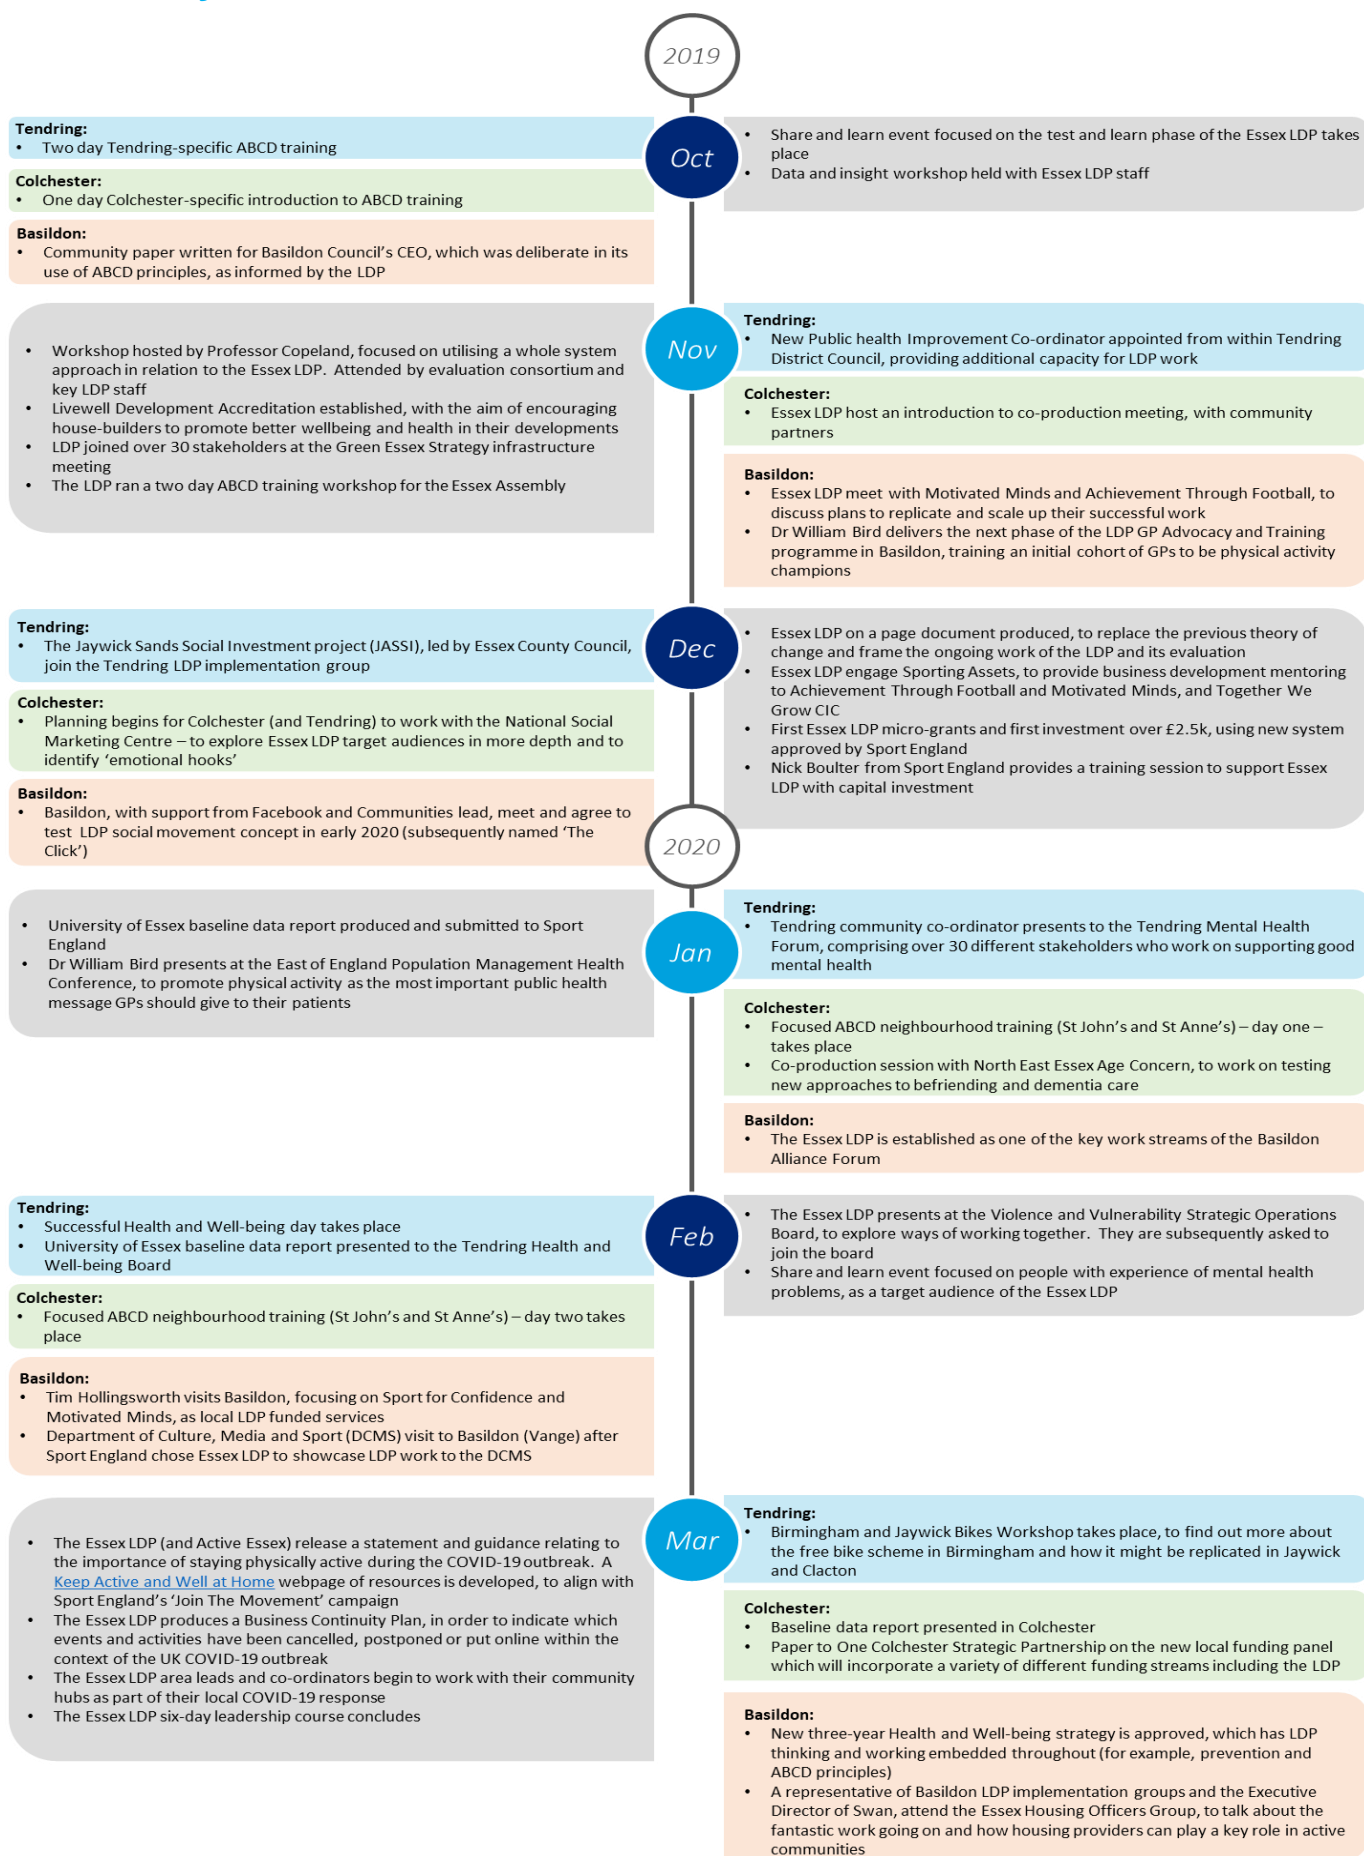 2019
Oct
Tendring:
• Two day Tendring-specific ABCD training
Colchester:
• One day Colchester-specific introduction to ABCD training
Basildon:
• Community paper written for Basildon Council's CEO, which was deliberate in its
use of ABCD principles, as informed by the LDP
• Share and learn event focused on the test and learn phase of the Essex LDP takes
place
• Data and insight workshop held with Essex LDP staff
Nov
• Workshop hosted by Professor Copeland, focused on utilising a whole system
approach in relation to the Essex LDP. Attended by evaluation consortium and
key LDP staff
• Livewell Development Accreditation established, with the aim of encouraging
house-builders to promote better wellbeing and health in their developments
• LDP joined over 30 stakeholders at the Green Essex Strategy infrastructure
meeting
• The LDP ran a two day ABCD training workshop for the Essex Assembly
Tendring:
• New Public health Improvement Co-ordinator appointed from within Tendring
District Council, providing additional capacity for LDP work
Colchester:
• Essex LDP host an introduction to co-production meeting, with community
partners
Basildon:
• Essex LDP meet with Motivated Minds and Achievement Through Football, to
discuss plans to replicate and scale up their successful work
• Dr William Bird delivers the next phase of the LDP GP Advocacy and Training
programme in Basildon, training an initial cohort of GPs to be physical activity
champions
Dec
Tendring:
• The Jaywick Sands Social Investment project (JASSI), led by Essex County Council,
join the Tendring LDP implementation group
Colchester:
• Planning begins for Colchester (and Tendring) to work with the National Social
Marketing Centre – to explore Essex LDP target audiences in more depth and to
identify 'emotional hooks'
Basildon:
• Basildon, with support from Facebook and Communities lead, meet and agree to
test LDP social movement concept in early 2020 (subsequently named 'The
Click')
• Essex LDP on a page document produced, to replace the previous theory of
change and frame the ongoing work of the LDP and its evaluation
• Essex LDP engage Sporting Assets, to provide business development mentoring
to Achievement Through Football and Motivated Minds, and Together We
Grow CIC
• First Essex LDP micro-grants and first investment over £2.5k, using new system
approved by Sport England
• Nick Boulter from Sport England provides a training session to support Essex
LDP with capital investment
2020
Jan
• University of Essex baseline data report produced and submitted to Sport
England
• Dr William Bird presents at the East of England Population Management Health
Conference, to promote physical activity as the most important public health
message GPs should give to their patients
Tendring:
• Tendring community co-ordinator presents to the Tendring Mental Health
Forum, comprising over 30 different stakeholders who work on supporting good
mental health
Colchester:
• Focused ABCD neighbourhood training (St John's and St Anne's) – day one –
takes place
• Co-production session with North East Essex Age Concern, to work on testing
new approaches to befriending and dementia care
Basildon:
• The Essex LDP is established as one of the key work streams of the Basildon
Alliance Forum
Feb
Tendring:
• Successful Health and Well-being day takes place
• University of Essex baseline data report presented to the Tendring Health and
Well-being Board
Colchester:
• Focused ABCD neighbourhood training (St John's and St Anne's) – day two takes
place
Basildon:
• Tim Hollingsworth visits Basildon, focusing on Sport for Confidence and
Motivated Minds, as local LDP funded services
• Department of Culture, Media and Sport (DCMS) visit to Basildon (Vange) after
Sport England chose Essex LDP to showcase LDP work to the DCMS
• The Essex LDP presents at the Violence and Vulnerability Strategic Operations
Board, to explore ways of working together. They are subsequently asked to
join the board
• Share and learn event focused on people with experience of mental health
problems, as a target audience of the Essex LDP
Mar
• The Essex LDP (and Active Essex) release a statement and guidance relating to
the importance of staying physically active during the COVID-19 outbreak. A
Keep Active and Well at Home webpage of resources is developed, to align with
Sport England's 'Join The Movement' campaign
• The Essex LDP produces a Business Continuity Plan, in order to indicate which
events and activities have been cancelled, postponed or put online within the
context of the UK COVID-19 outbreak
• The Essex LDP area leads and co-ordinators begin to work with their community
hubs as part of their local COVID-19 response
• The Essex LDP six-day leadership course concludes
Tendring:
• Birmingham and Jaywick Bikes Workshop takes place, to find out more about
the free bike scheme in Birmingham and how it might be replicated in Jaywick
and Clacton
Colchester:
• Baseline data report presented in Colchester
• Paper to One Colchester Strategic Partnership on the new local funding panel
which will incorporate a variety of different funding streams including the LDP
Basildon:
• New three-year Health and Well-being strategy is approved, which has LDP
thinking and working embedded throughout (for example, prevention and
ABCD principles)
• A representative of Basildon LDP implementation groups and the Executive
Director of Swan, attend the Essex Housing Officers Group, to talk about the
fantastic work going on and how housing providers can play a key role in active
communities